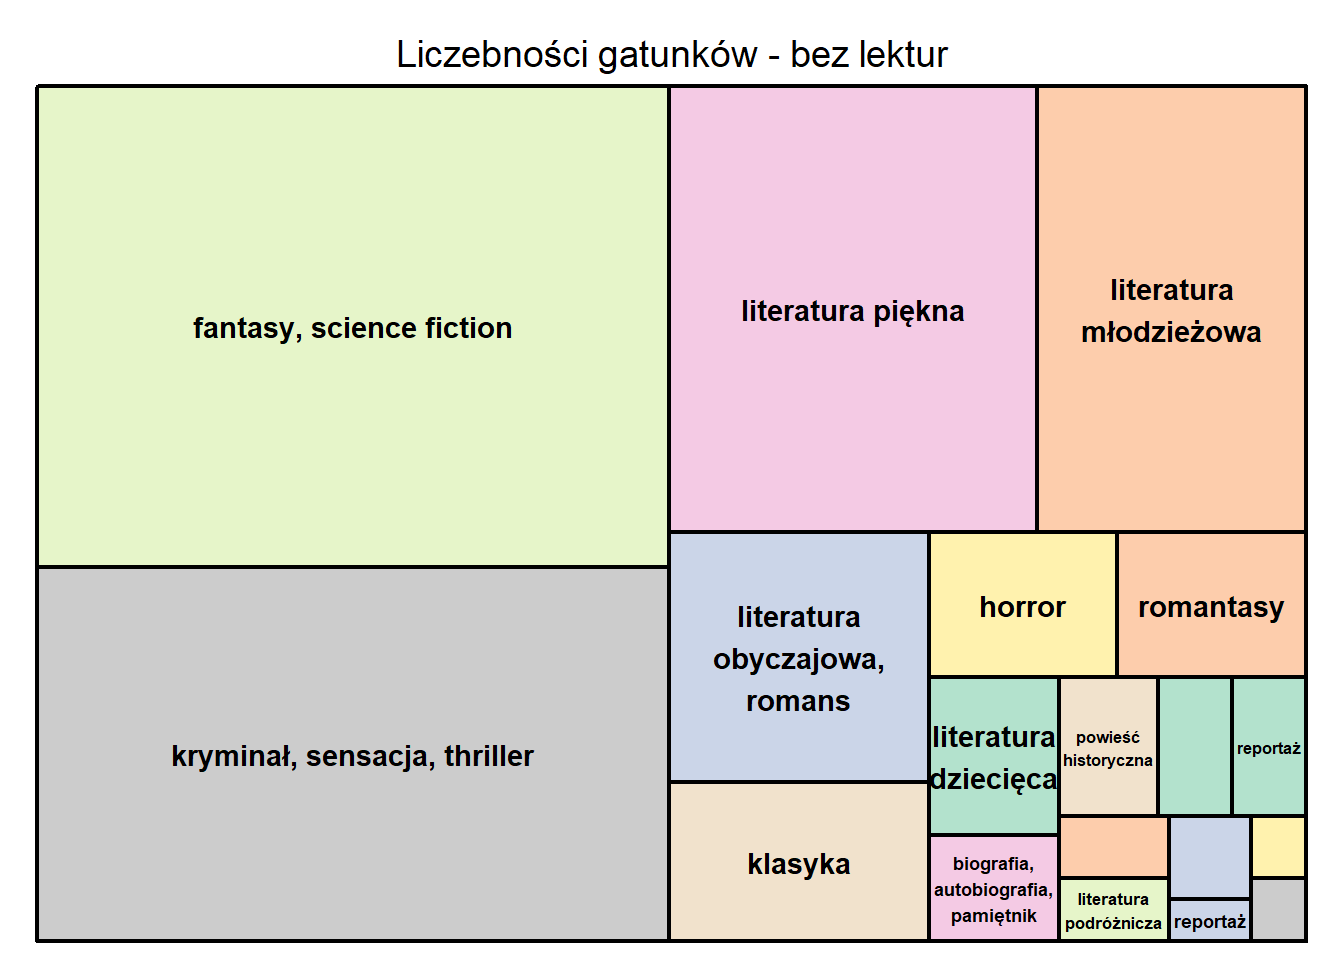 Liczebności gatunków - bez lektur
fantasy, science fiction
literatura piękna
literatura
młodzieżowa
kryminał, sensacja, thriller
literatura
obyczajowa,
romans
klasyka
horror
romantasy
literatura
dziecięca
powieść
historyczna
reportaż
biografia,
autobiografia,
pamiętnik
literatura
podróżnicza
reportaż